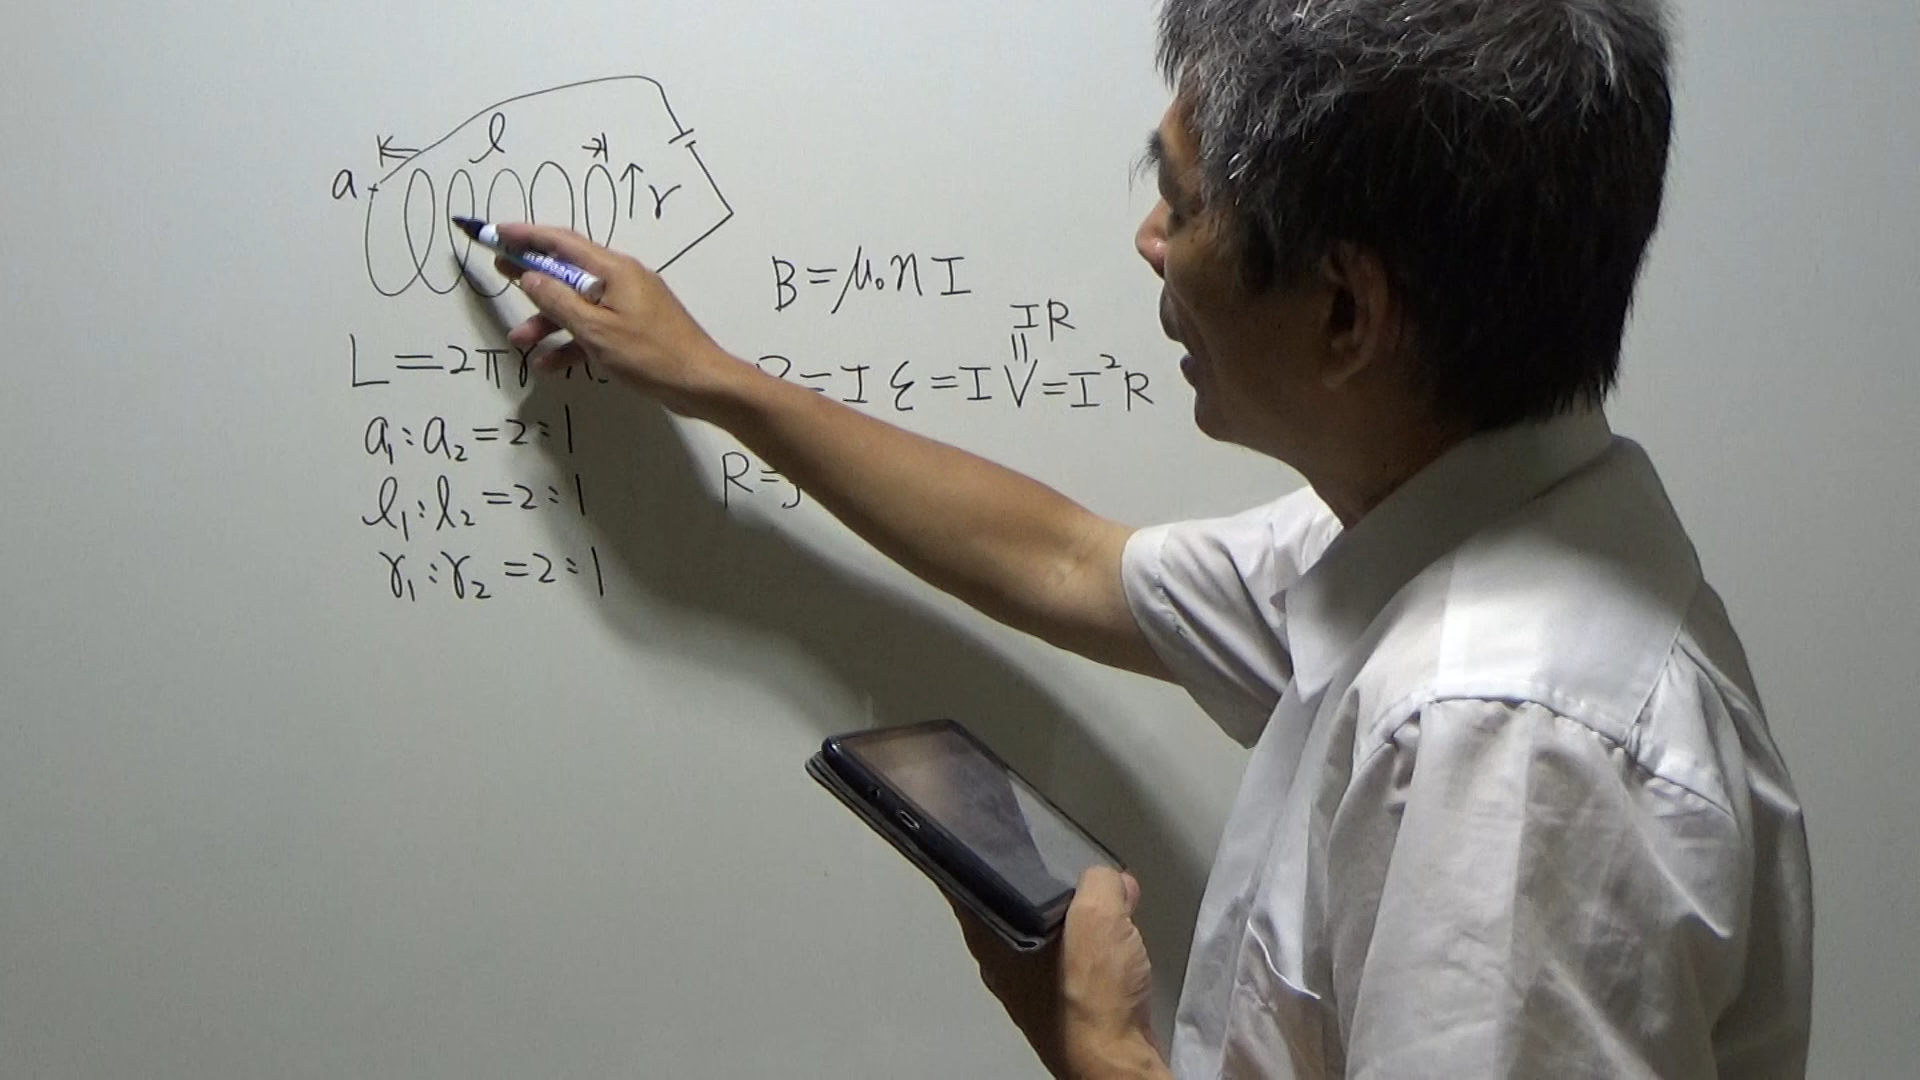 l
a
r
B=μ₀nI
IR
=
L=2πr
=Iε=IV=I²R
a₁:a₂=2:1
R=
l₁:l₂=2:1
r₁:r₂=2:1